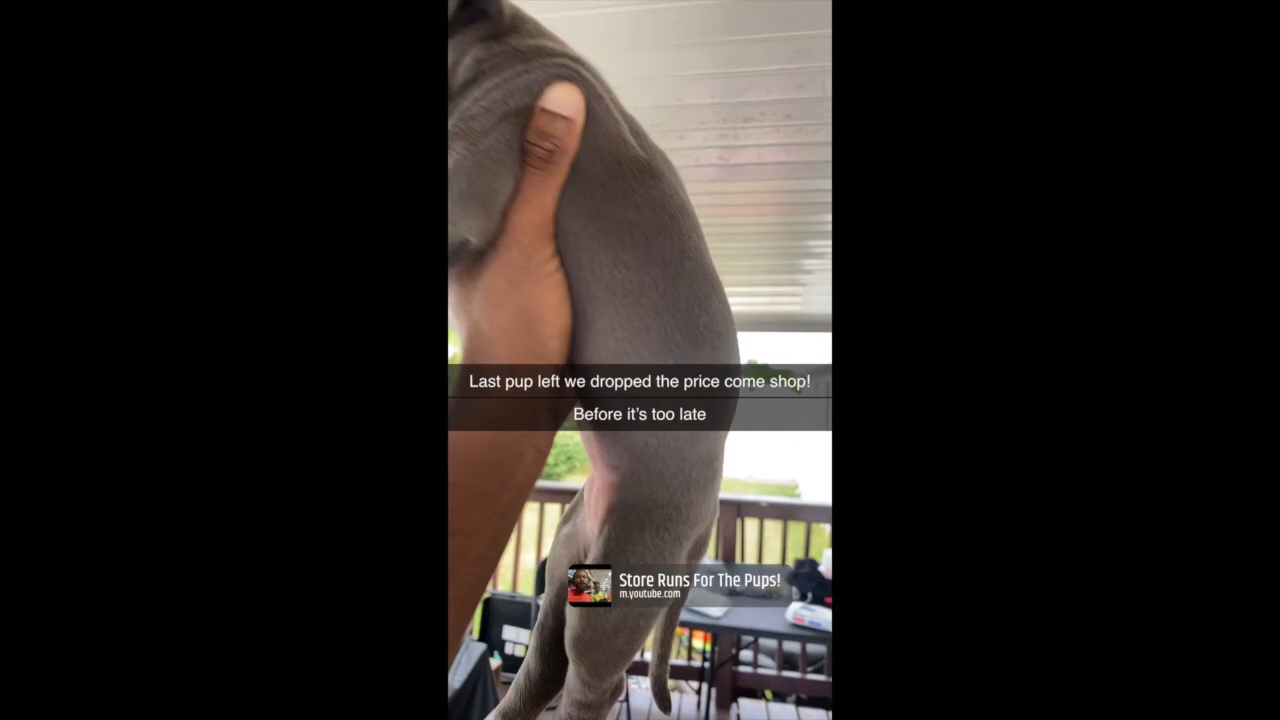 Last pup left we dropped the price come shop!
Before it’s too late
Store Runs For The Pups!
m.youtube.com